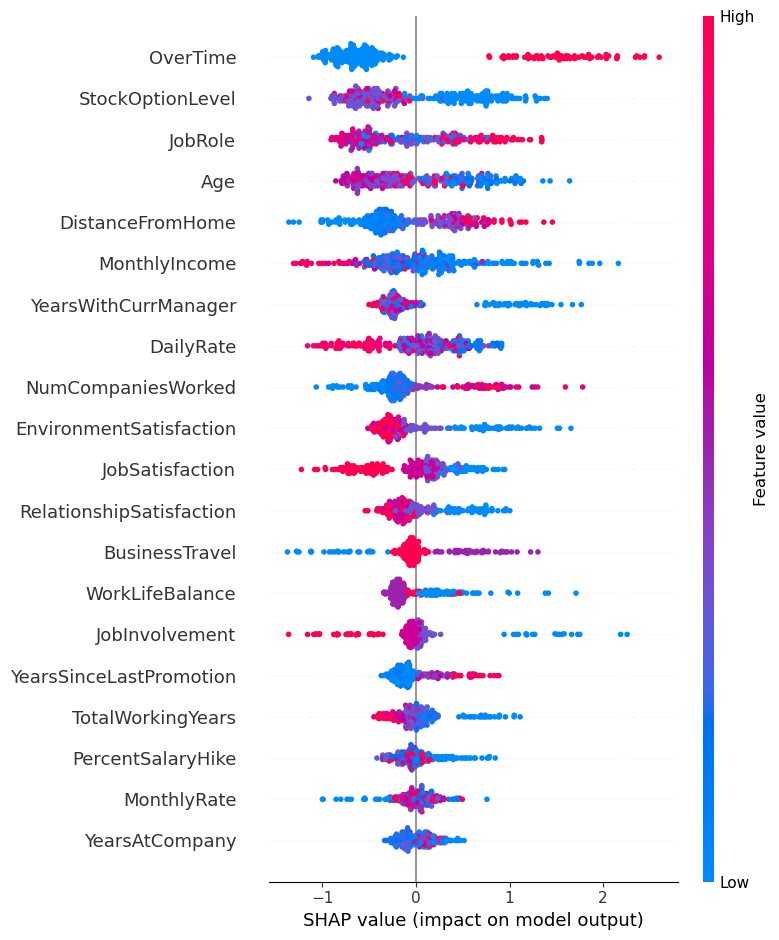 High
OverTime
StockOptionLevel
JobRole
Age
DistanceFromHome
MonthlyIncome
YearsWithCurrManager
DailyRate
NumCompaniesWorked
EnvironmentSatisfaction
JobSatisfaction
RelationshipSatisfaction
BusinessTravel
WorkLifeBalance
JobInvolvement
YearsSinceLastPromotion
TotalWorkingYears
PercentSalaryHike
MonthlyRate
YearsAtCompany
Feature value
Low
−1 0 1 2
SHAP value (impact on model output)